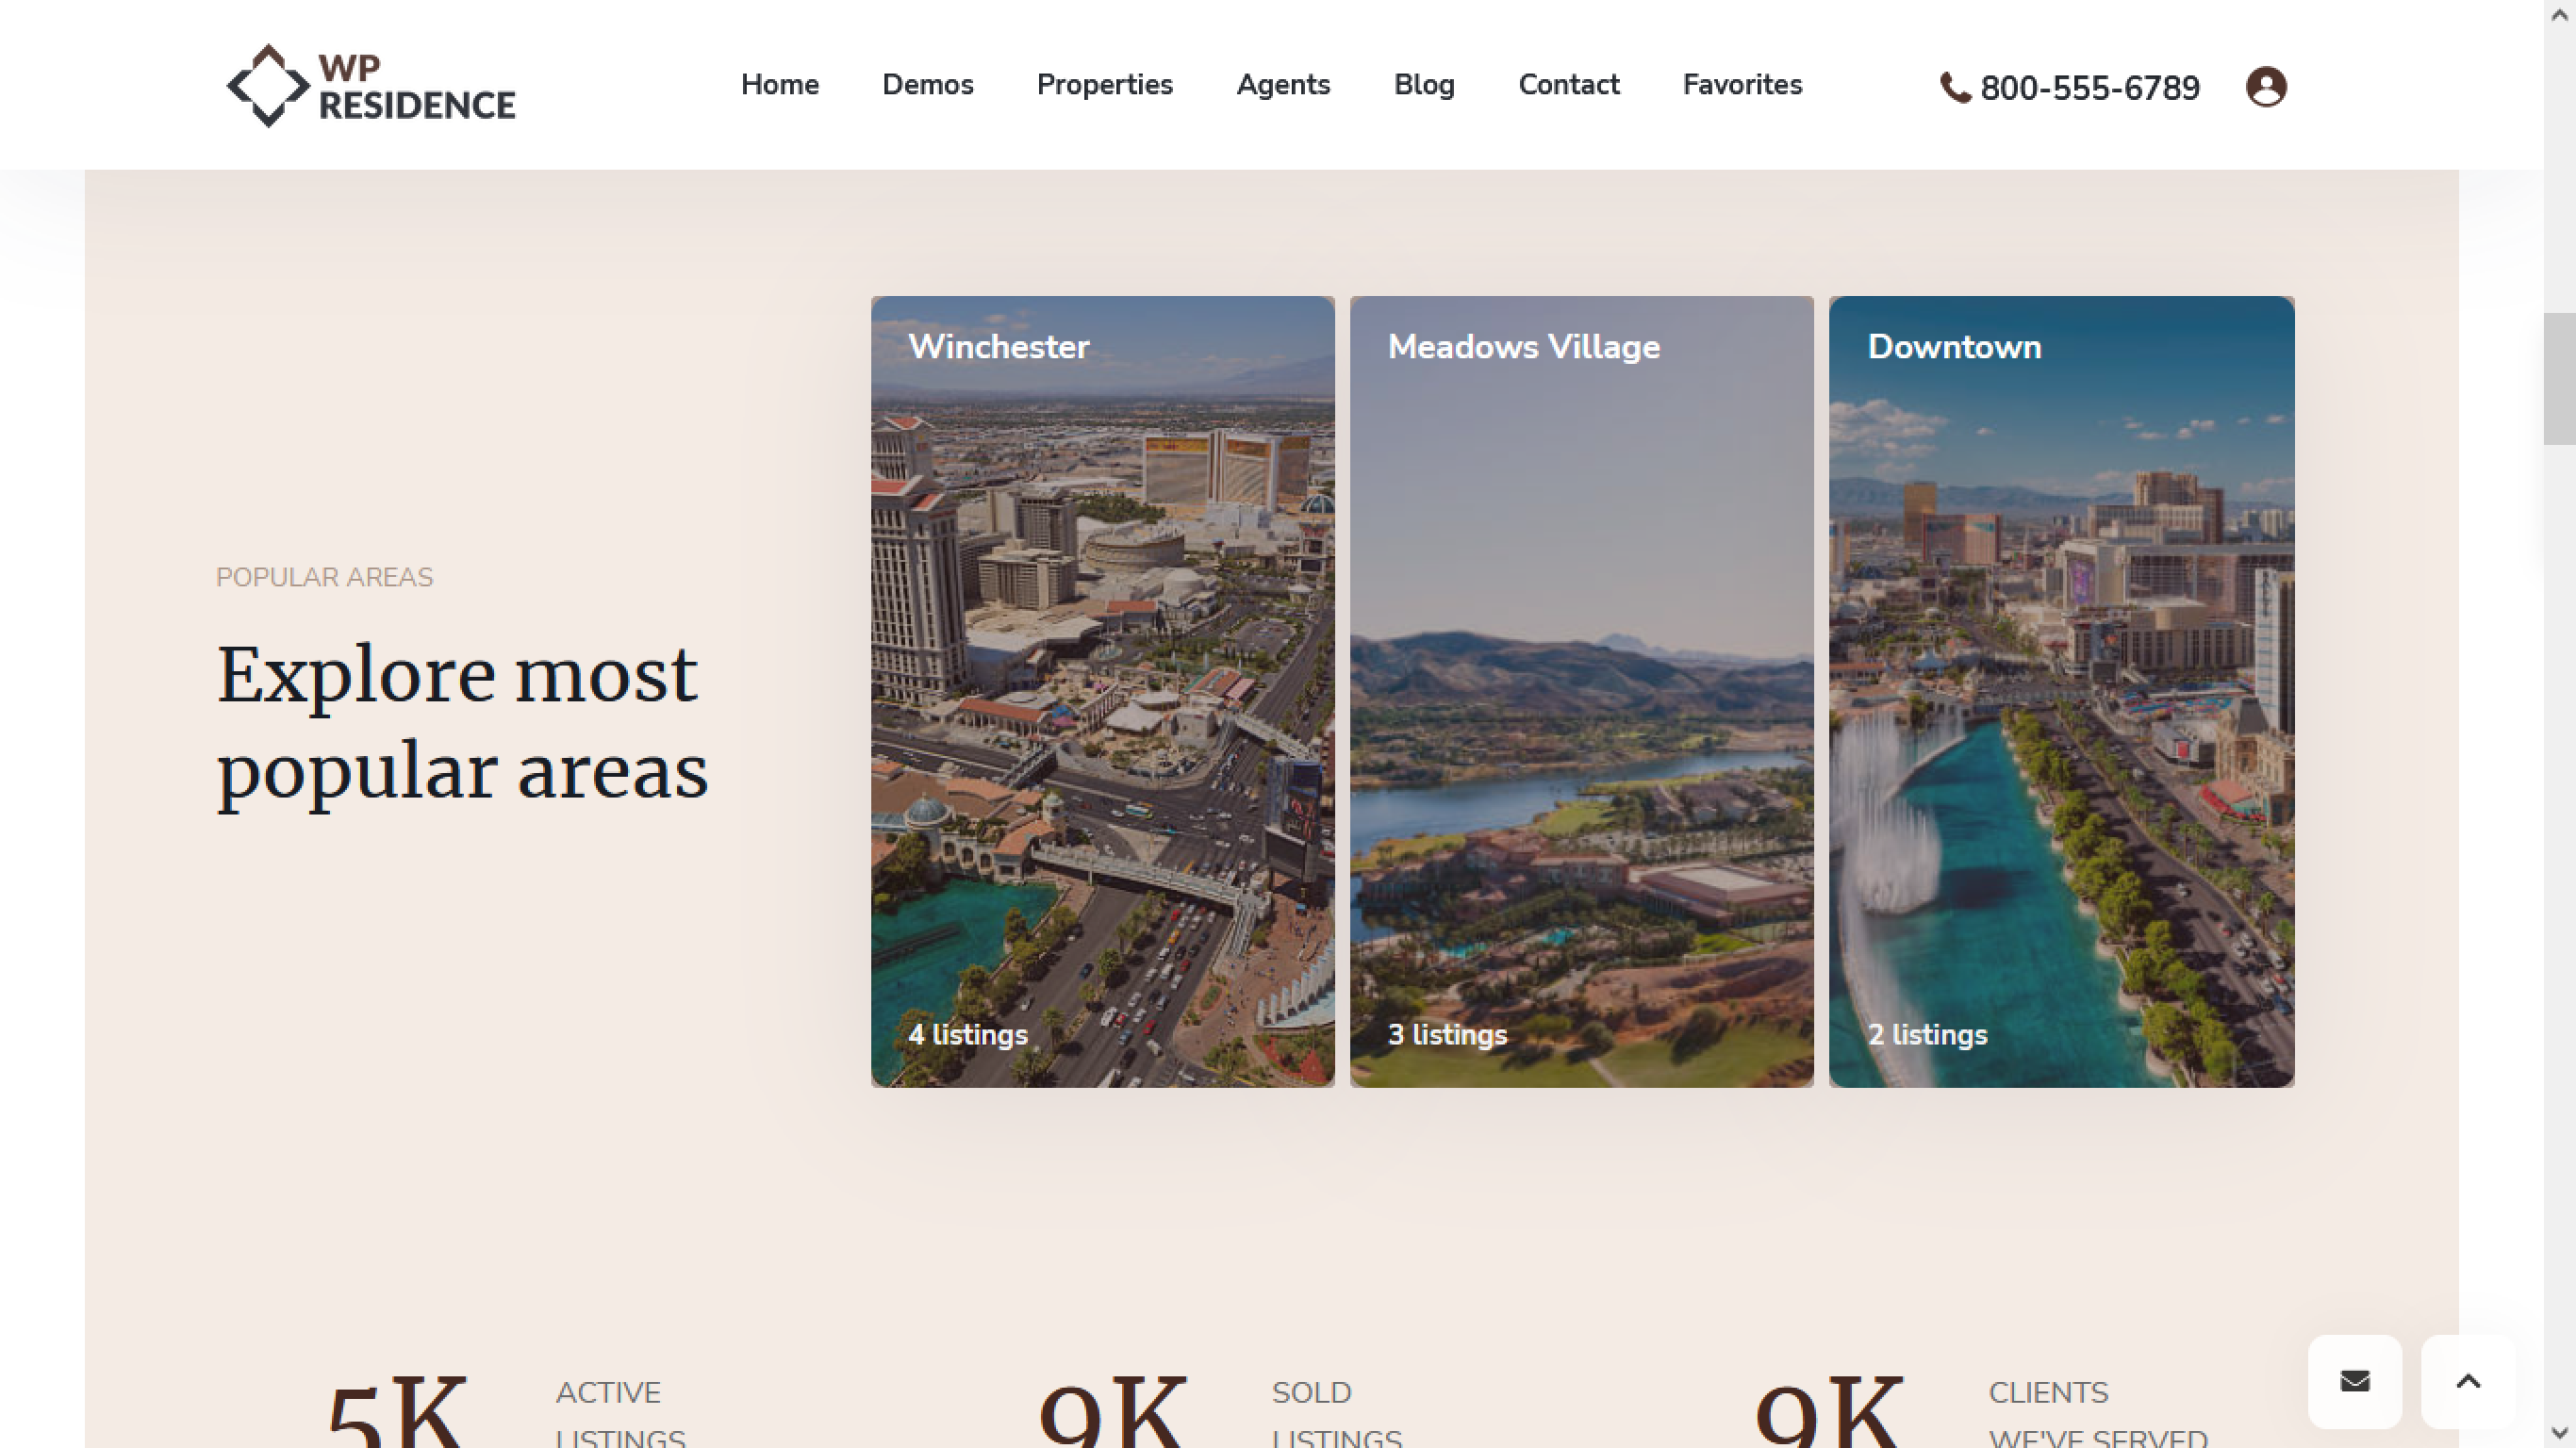 WP
RESIDENCE
Home Demos Properties Agents Blog Contact Favorites 800-555-6789
POPULAR AREAS
Explore most
popular areas
Winchester
4 listings
Meadows Village
3 listings
Downtown
2 listings
5K ACTIVE
LISTINGS
9K SOLD
LISTINGS
9K CLIENTS
WE'VE SERVED